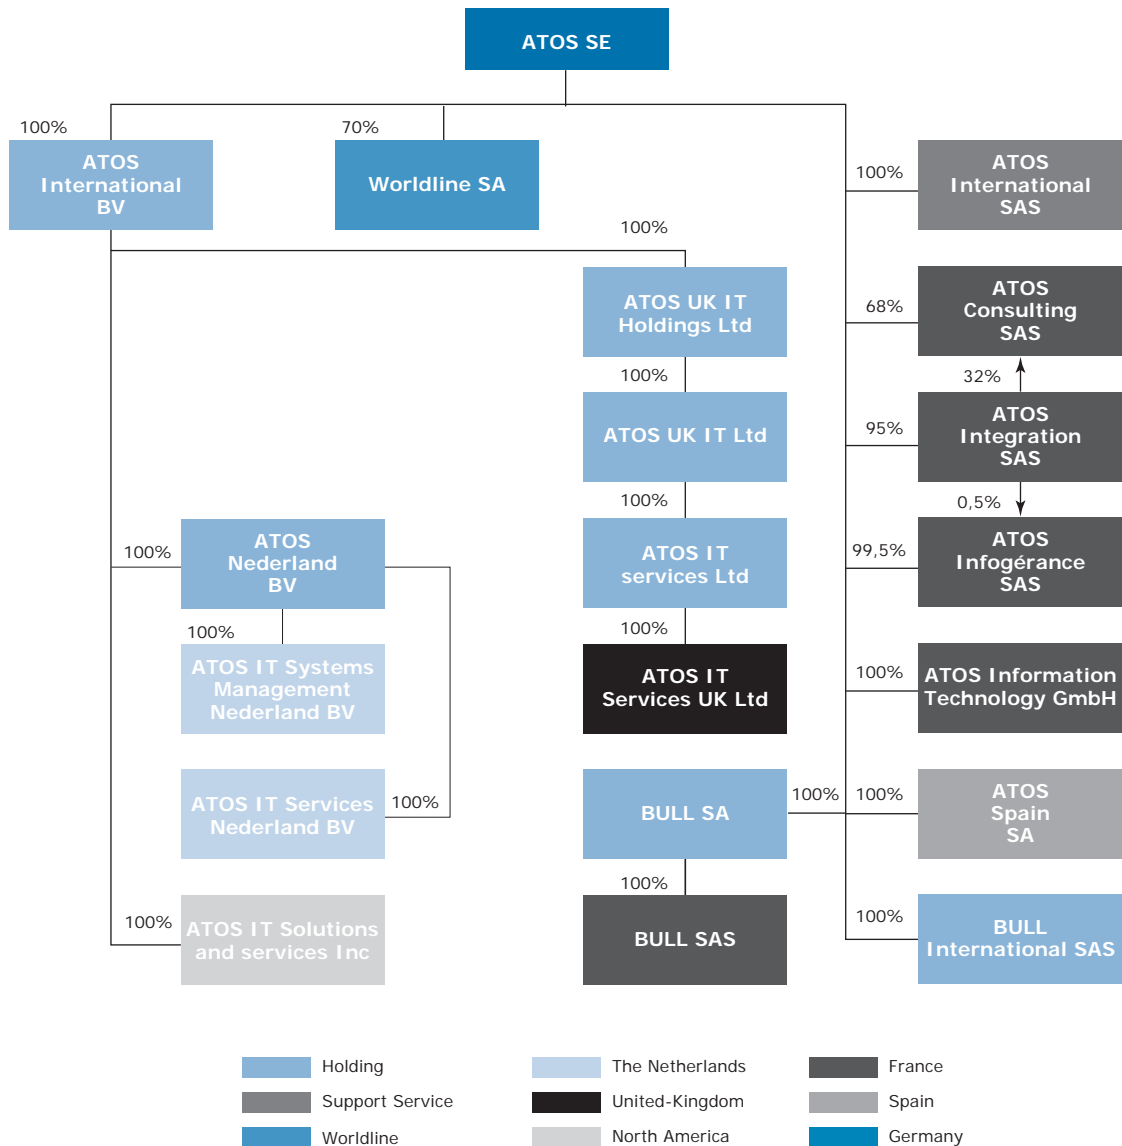 ATOS SE
100%
ATOS
International
BV
70%
Worldline SA
100%
ATOS
International
SAS
100%
ATOS UK IT
Holdings Ltd
68%
ATOS
Consulting
SAS
100%
32%
ATOS UK IT Ltd
95%
ATOS
Integration
SAS
100%
0,5%
100%
ATOS
Nederland
BV
ATOS IT
services Ltd
99,5%
ATOS
Infogérance
SAS
100%
100%
ATOS IT Systems
Management
Nederland BV
ATOS IT
Services UK Ltd
100%
ATOS Information
Technology GmbH
ATOS IT Services
Nederland BV
100%
BULL SA
100%
100%
ATOS
Spain
SA
100%
100%
ATOS IT Solutions
and services Inc
BULL SAS
100%
BULL
International SAS
Holding
The Netherlands
France
Support Service
United-Kingdom
Spain
Worldline
North America
Germany